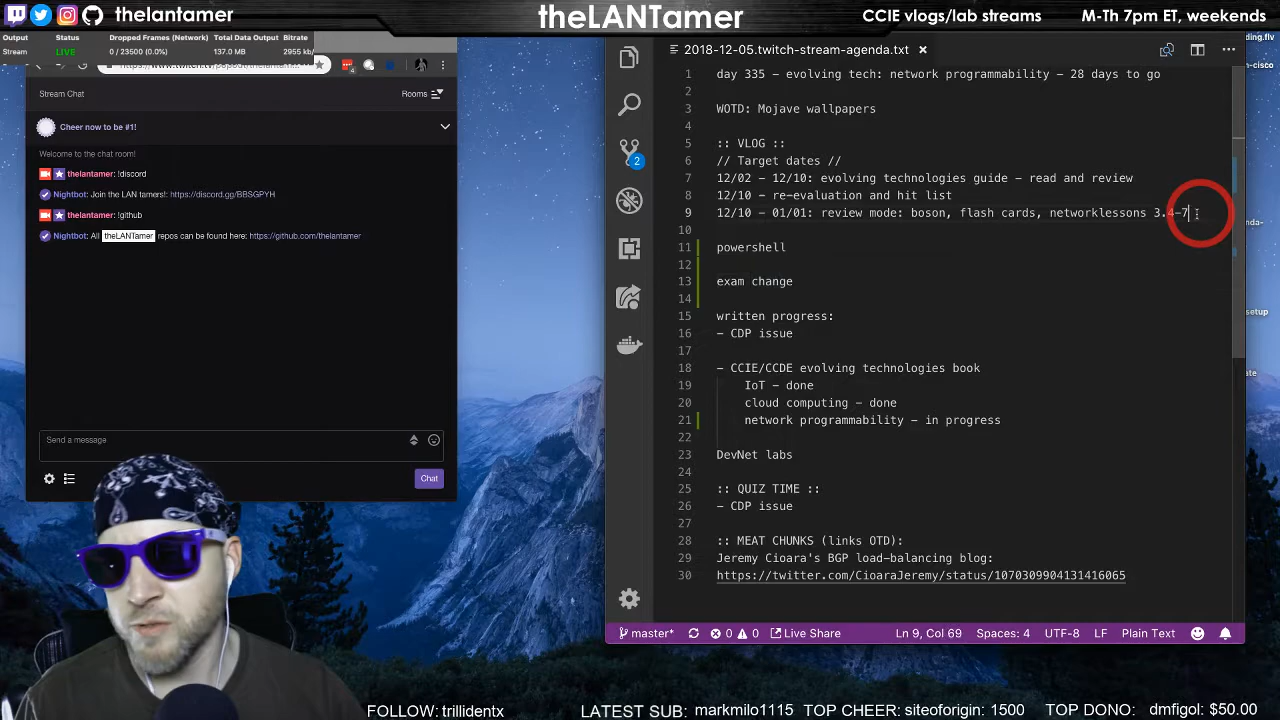 theLANTamer
theLANTamer
CCIE vlogs/lab streams
M-Th 7pm ET, weekends
Output Status Dropped Frames (Network) Total Data Output Bitrate
Stream LIVE 0 / 23500 (0.0%) 137.0 MB 2955 kb/
Stream Chat
Rooms
Cheer now to be #1!
Welcome to the chat room!
thelantamer: !discord
Nightbot: Join the LAN tamers!: https://discord.gg/BBSGPYH
thelantamer: !github
Nightbot: All theLANTamer repos can be found here: https://github.com/thelantamer
Send a message
Chat
2018-12-05.twitch-stream-agenda.txt
1 day 335 - evolving tech: network programmability - 28 days to go
2
3 WOTD: Mojave wallpapers
4
5 :: VLOG ::
6 // Target dates //
7 12/02 - 12/10: evolving technologies guide - read and review
8 12/10 - re-evaluation and hit list
9 12/10 - 01/01: review mode: boson, flash cards, networklessons 3.4-7
10
11 powershell
12
13 exam change
14
15 written progress:
16 - CDP issue
17
18 - CCIE/CCDE evolving technologies book
19 IoT - done
20 cloud computing - done
21 network programmability - in progress
22
23 DevNet labs
24
25 :: QUIZ TIME ::
26 - CDP issue
27
28 :: MEAT CHUNKS (links OTD):
29 Jeremy Cioara's BGP load-balancing blog:
30 https://twitter.com/CioaraJeremy/status/1070309904131416065
2
master* 0 0 Live Share Ln 9, Col 69 Spaces: 4 UTF-8 LF Plain Text
FOLLOW: trillidentx
LATEST SUB: markmilo1115
TOP CHEER: siteoforigin: 1500
TOP DONO: dmfigol: $50.00